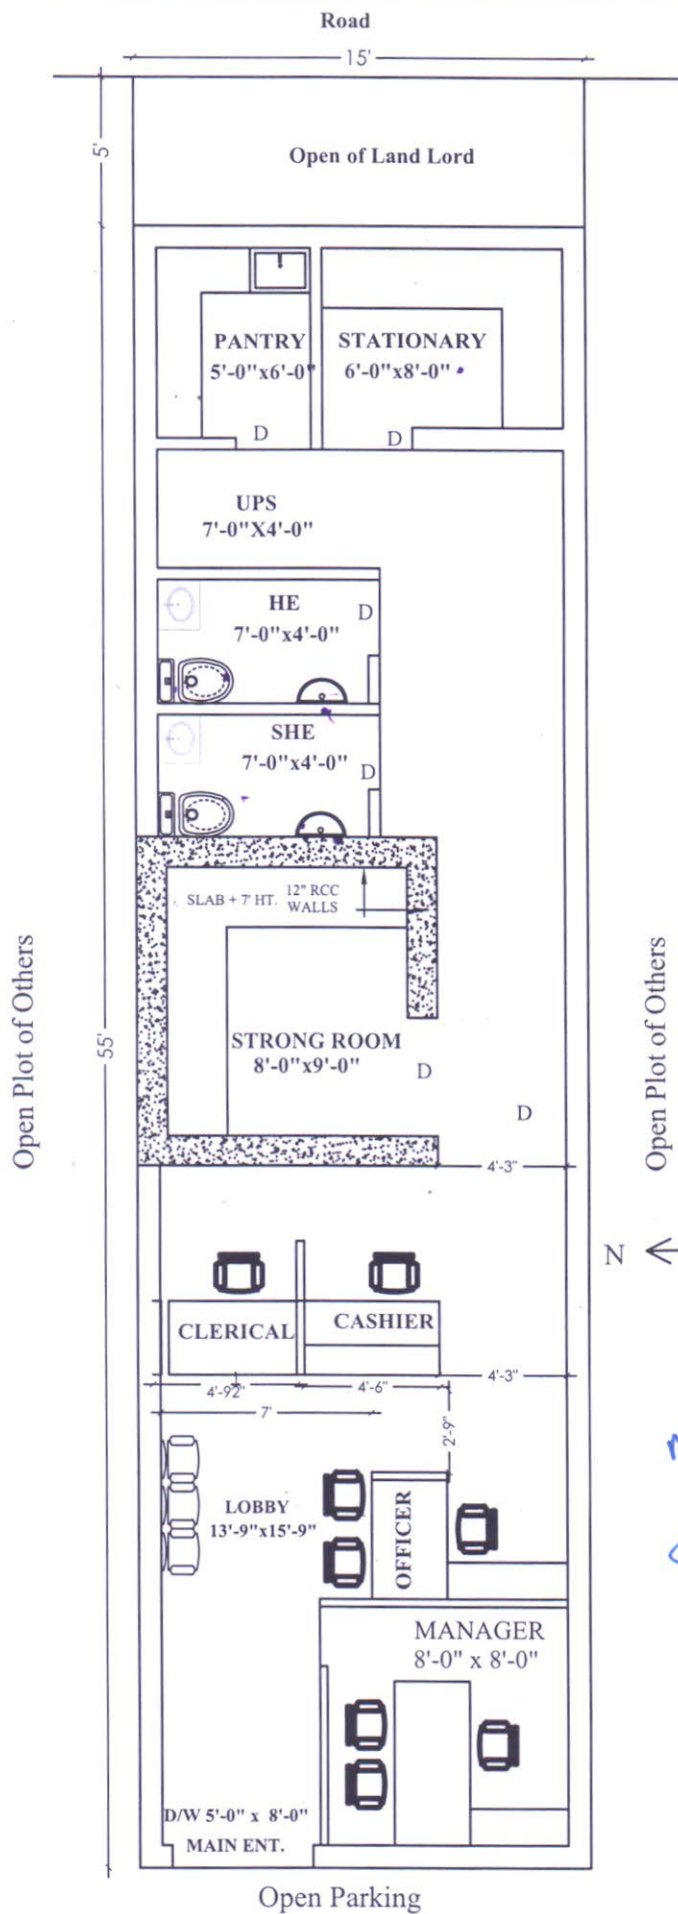 Road
15'
5'
Open of Land Lord
PANTRY
5'-0"x6'-0"
STATIONARY
6'-0"x8'-0"
D
D
UPS
7'-0"X4'-0"
HE
7'-0"x4'-0"
D
SHE
7'-0"x4'-0"
D
SLAB + 7' HT.
12" RCC
WALLS
STRONG ROOM
8'-0"x9'-0"
D
D
Open Plot of Others
55'
Open Plot of Others
4'-3"
N
CLERICAL
CASHIER
4'-92"
4'-6"
4'-3"
7'
2'-9"
LOBBY
13'-9"x15'-9"
OFFICER
MANAGER
8'-0" x 8'-0"
D/W 5'-0" x 8'-0"
MAIN ENT.
Open Parking